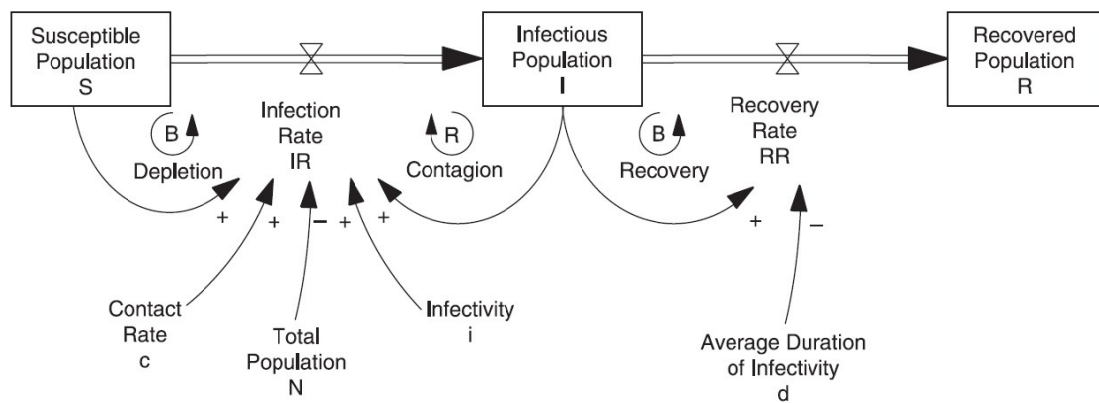 Susceptible
Population
S
Infectious
Population
I
Recovered
Population
R
B
Depletion
Infection
Rate
IR
R
Contagion
B
Recovery
Recovery
Rate
RR
+
+
–
+
+
+
–
Contact
Rate
c
Total
Population
N
Infectivity
i
Average Duration
of Infectivity
d